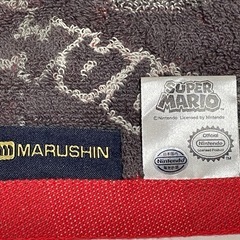 MARUSHIN
SUPER
MARIO
© Nintendo
Licensed by Nintendo
Nintendo
Official
Nintendo
Licensed Product